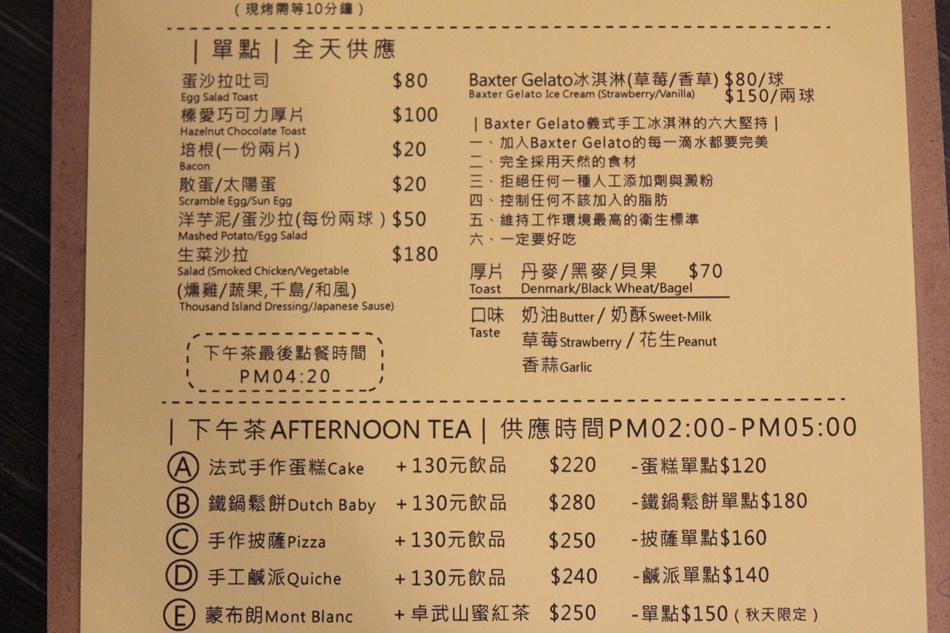 (現烤需等10分鐘)
|單點|全天供應
蛋沙拉吐司 $80
Egg Salad Toast
榛愛巧可力厚片 $100
Hazelnut Chocolate Toast
培根(一份兩片) $20
Bacon
散蛋/太陽蛋 $20
Scramble Egg/Sun Egg
洋芋泥/蛋沙拉(每份兩球) $50
Mashed Potato/Egg Salad
生菜沙拉 $180
Salad (Smoked Chicken/Vegetable
(燻雞/蔬果,千島/和風)
Thousand Island Dressing/Japanese Sause)
下午茶最後點餐時間
PM04:20
Baxter Gelato冰淇淋(草莓/香草) $80/球
Baxter Gelato Ice Cream (Strawberry/Vanilla) $150/兩球
|Baxter Gelato義式手工冰淇淋的六大堅持|
一、加入Baxter Gelato的每一滴水都要完美
二、完全採用天然的食材
三、拒絕任何一種人工添加劑與澱粉
四、控制任何不該加入的脂肪
五、維持工作環境最高的衛生標準
六、一定要好吃
厚片 丹麥/黑麥/貝果 $70
Toast Denmark/Black Wheat/Bagel
口味 奶油Butter / 奶酥Sweet-Milk
Taste 草莓Strawberry / 花生Peanut
香蒜Garlic
|下午茶AFTERNOON TEA|供應時間PM02:00-PM05:00
A 法式手作蛋糕Cake +130元飲品 $220 -蛋糕單點$120
B 鐵鍋鬆餅Dutch Baby +130元飲品 $280 -鐵鍋鬆餅單點$180
C 手作披薩Pizza +130元飲品 $250 -披薩單點$160
D 手工鹹派Quiche +130元飲品 $240 -鹹派單點$140
E 蒙布朗Mont Blanc +卓武山蜜紅茶 $250 -單點$150(秋天限定)